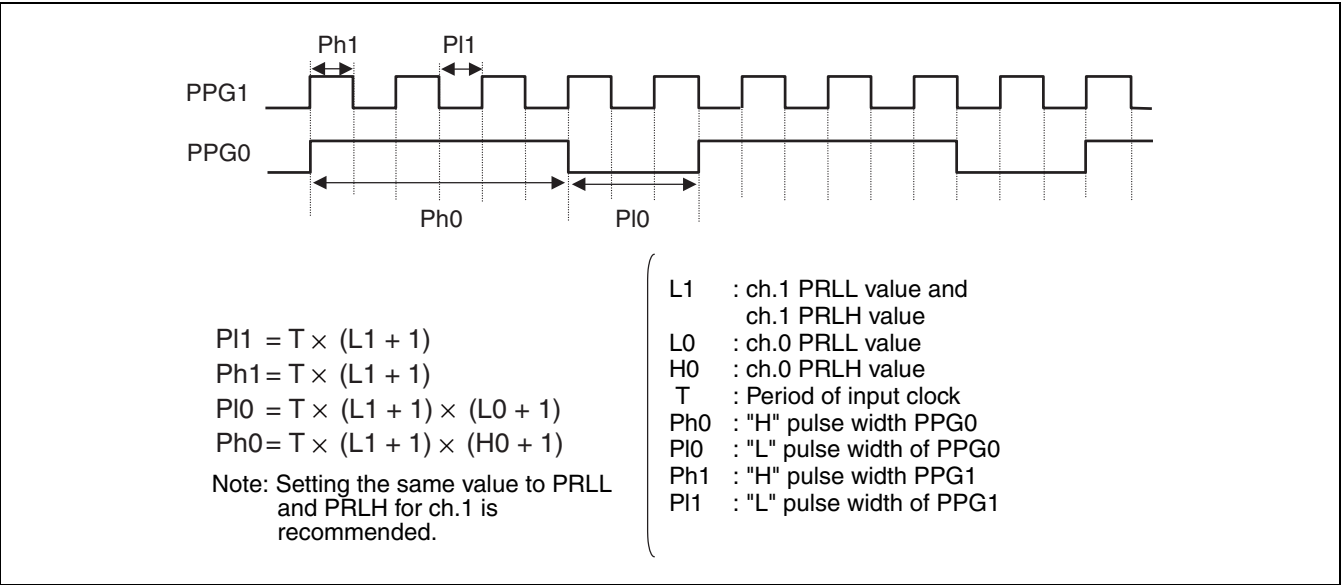 Ph1 Pl1
PPG1
PPG0
Ph0 Pl0
Pl1 = T × (L1 + 1)
Ph1= T × (L1 + 1)
Pl0 = T × (L1 + 1) × (L0 + 1)
Ph0= T × (L1 + 1) × (H0 + 1)
Note: Setting the same value to PRLL
and PRLH for ch.1 is
recommended.
L1 : ch.1 PRLL value and
ch.1 PRLH value
L0 : ch.0 PRLL value
H0 : ch.0 PRLH value
T : Period of input clock
Ph0 : "H" pulse width PPG0
Pl0 : "L" pulse width of PPG0
Ph1 : "H" pulse width PPG1
Pl1 : "L" pulse width of PPG1